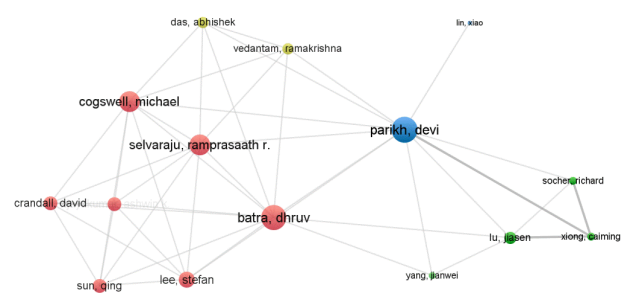 das, abhishek
lin, xiao
vedantam, ramakrishna
cogswell, michael
parikh, devi
selvaraju, ramprasaath r.
socher, richard
crandall, david
batra, dhruv
lu, jiasen
xiong, caiming
yang, jianwei
sun, qing
lee, stefan